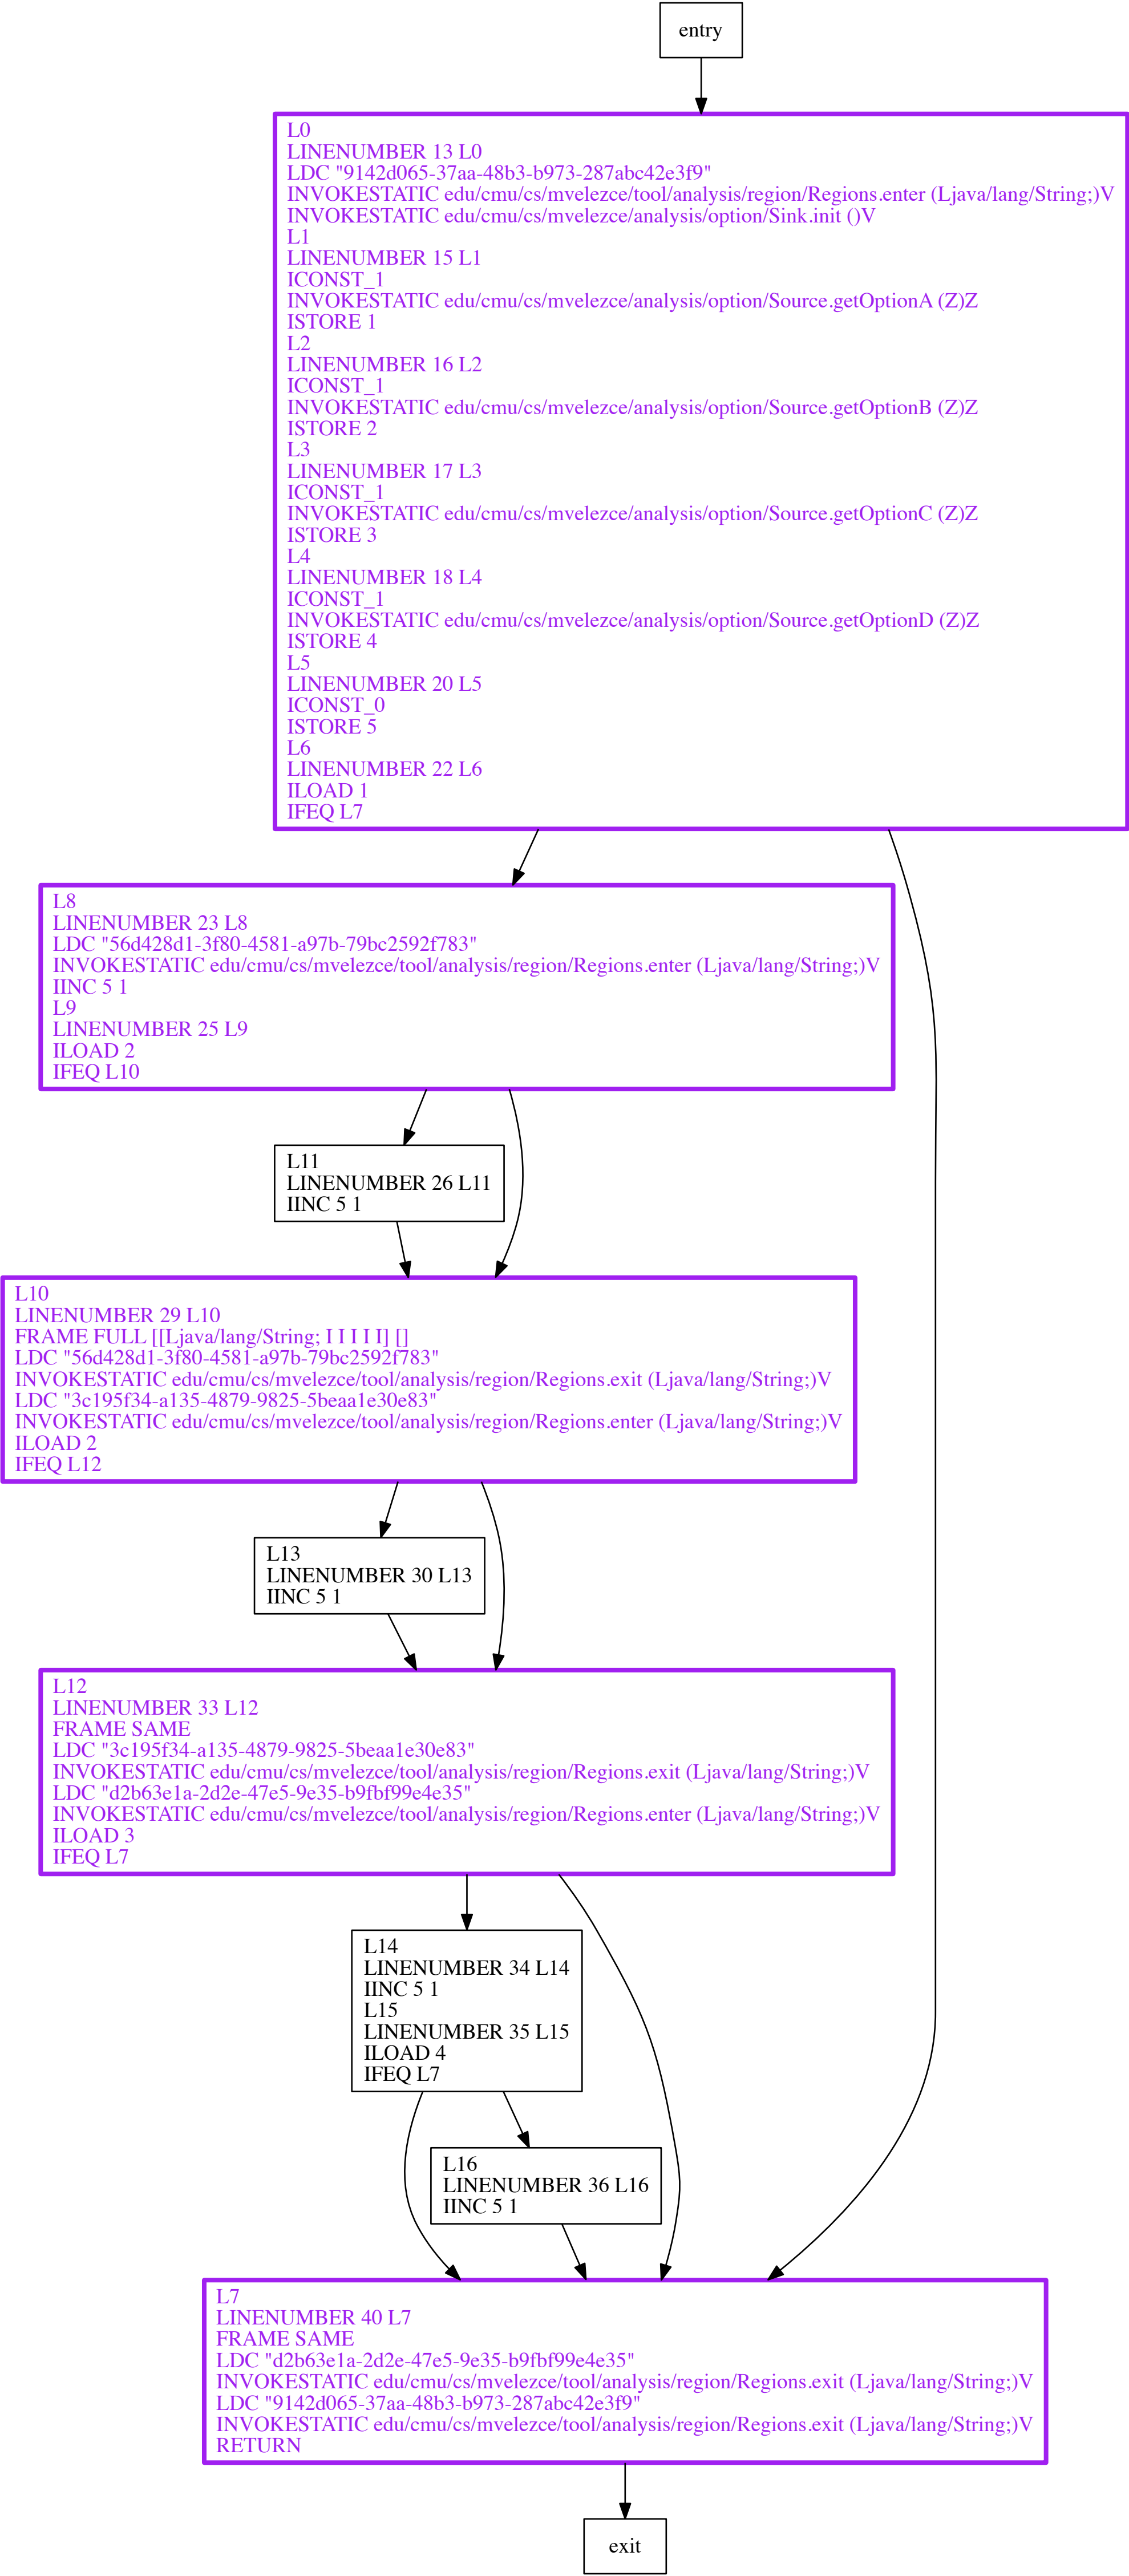 entry
L0
LINENUMBER 13 L0
LDC "9142d065-37aa-48b3-b973-287abc42e3f9"
INVOKESTATIC edu/cmu/cs/mvelezce/tool/analysis/region/Regions.enter (Ljava/lang/String;)V
INVOKESTATIC edu/cmu/cs/mvelezce/analysis/option/Sink.init ()V
L1
LINENUMBER 15 L1
ICONST_1
INVOKESTATIC edu/cmu/cs/mvelezce/analysis/option/Source.getOptionA (Z)Z
ISTORE 1
L2
LINENUMBER 16 L2
ICONST_1
INVOKESTATIC edu/cmu/cs/mvelezce/analysis/option/Source.getOptionB (Z)Z
ISTORE 2
L3
LINENUMBER 17 L3
ICONST_1
INVOKESTATIC edu/cmu/cs/mvelezce/analysis/option/Source.getOptionC (Z)Z
ISTORE 3
L4
LINENUMBER 18 L4
ICONST_1
INVOKESTATIC edu/cmu/cs/mvelezce/analysis/option/Source.getOptionD (Z)Z
ISTORE 4
L5
LINENUMBER 20 L5
ICONST_0
ISTORE 5
L6
LINENUMBER 22 L6
ILOAD 1
IFEQ L7
L8
LINENUMBER 23 L8
LDC "56d428d1-3f80-4581-a97b-79bc2592f783"
INVOKESTATIC edu/cmu/cs/mvelezce/tool/analysis/region/Regions.enter (Ljava/lang/String;)V
IINC 5 1
L9
LINENUMBER 25 L9
ILOAD 2
IFEQ L10
L11
LINENUMBER 26 L11
IINC 5 1
L10
LINENUMBER 29 L10
FRAME FULL [[Ljava/lang/String; I I I I I] []
LDC "56d428d1-3f80-4581-a97b-79bc2592f783"
INVOKESTATIC edu/cmu/cs/mvelezce/tool/analysis/region/Regions.exit (Ljava/lang/String;)V
LDC "3c195f34-a135-4879-9825-5beaa1e30e83"
INVOKESTATIC edu/cmu/cs/mvelezce/tool/analysis/region/Regions.enter (Ljava/lang/String;)V
ILOAD 2
IFEQ L12
L13
LINENUMBER 30 L13
IINC 5 1
L12
LINENUMBER 33 L12
FRAME SAME
LDC "3c195f34-a135-4879-9825-5beaa1e30e83"
INVOKESTATIC edu/cmu/cs/mvelezce/tool/analysis/region/Regions.exit (Ljava/lang/String;)V
LDC "d2b63e1a-2d2e-47e5-9e35-b9fbf99e4e35"
INVOKESTATIC edu/cmu/cs/mvelezce/tool/analysis/region/Regions.enter (Ljava/lang/String;)V
ILOAD 3
IFEQ L7
L14
LINENUMBER 34 L14
IINC 5 1
L15
LINENUMBER 35 L15
ILOAD 4
IFEQ L7
L16
LINENUMBER 36 L16
IINC 5 1
L7
LINENUMBER 40 L7
FRAME SAME
LDC "d2b63e1a-2d2e-47e5-9e35-b9fbf99e4e35"
INVOKESTATIC edu/cmu/cs/mvelezce/tool/analysis/region/Regions.exit (Ljava/lang/String;)V
LDC "9142d065-37aa-48b3-b973-287abc42e3f9"
INVOKESTATIC edu/cmu/cs/mvelezce/tool/analysis/region/Regions.exit (Ljava/lang/String;)V
RETURN
exit